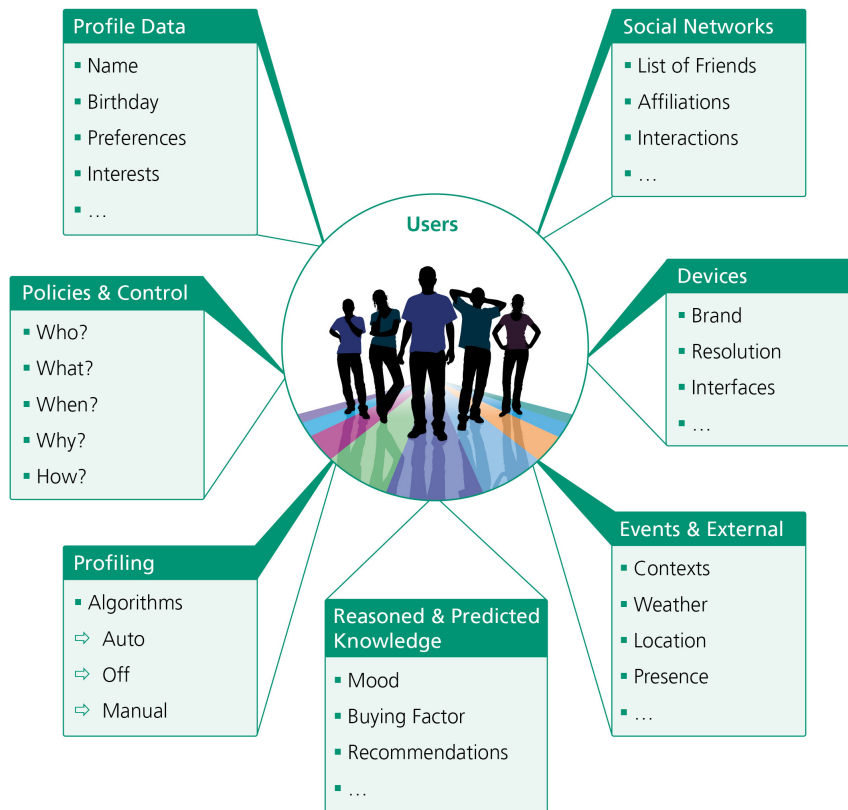 Profile Data
▪ Name
▪ Birthday
▪ Preferences
▪ Interests
▪ …
Social Networks
▪ List of Friends
▪ Affiliations
▪ Interactions
▪ …
Users
Policies & Control
▪ Who?
▪ What?
▪ When?
▪ Why?
▪ How?
Devices
▪ Brand
▪ Resolution
▪ Interfaces
▪ …
Profiling
▪ Algorithms
⇨ Auto
⇨ Off
⇨ Manual
Reasoned & Predicted
Knowledge
▪ Mood
▪ Buying Factor
▪ Recommendations
▪ …
Events & External
▪ Contexts
▪ Weather
▪ Location
▪ Presence
▪ …